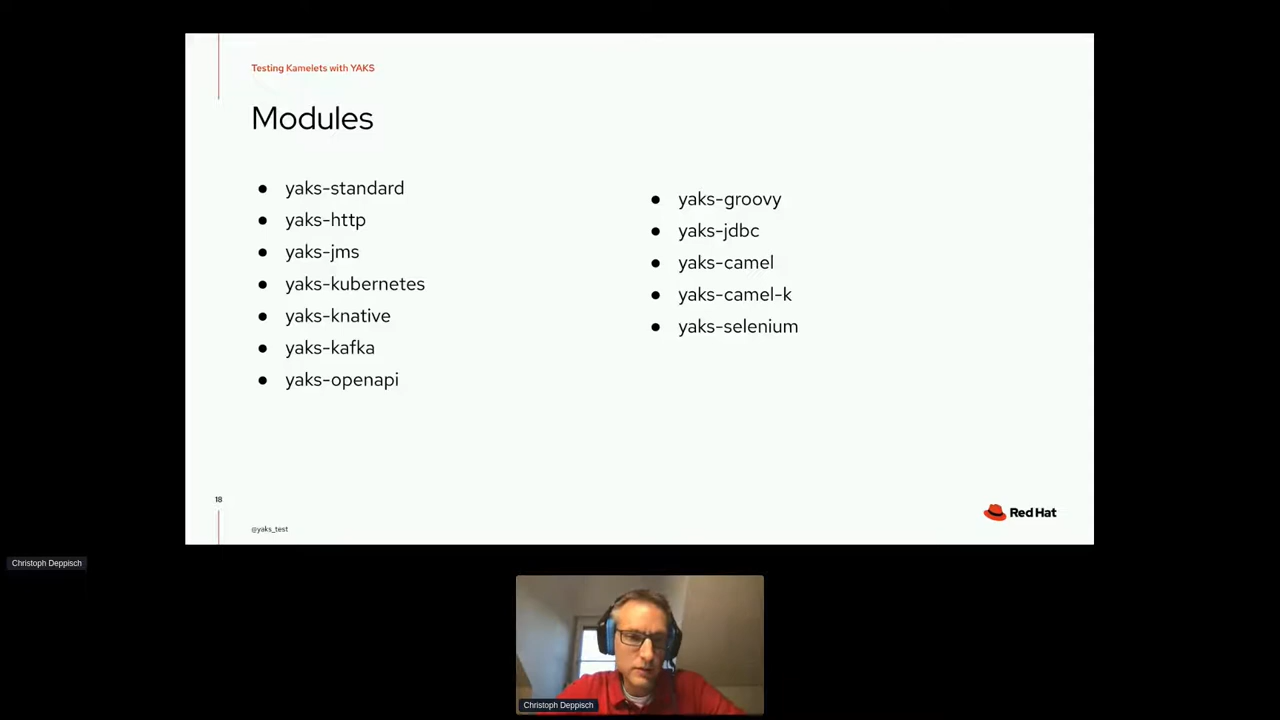 Testing Kamelets with YAKS
Modules
● yaks-standard
● yaks-http
● yaks-jms
● yaks-kubernetes
● yaks-knative
● yaks-kafka
● yaks-openapi
● yaks-groovy
● yaks-jdbc
● yaks-camel
● yaks-camel-k
● yaks-selenium
18
@yaks_test
Red Hat
Christoph Deppisch
Christoph Deppisch